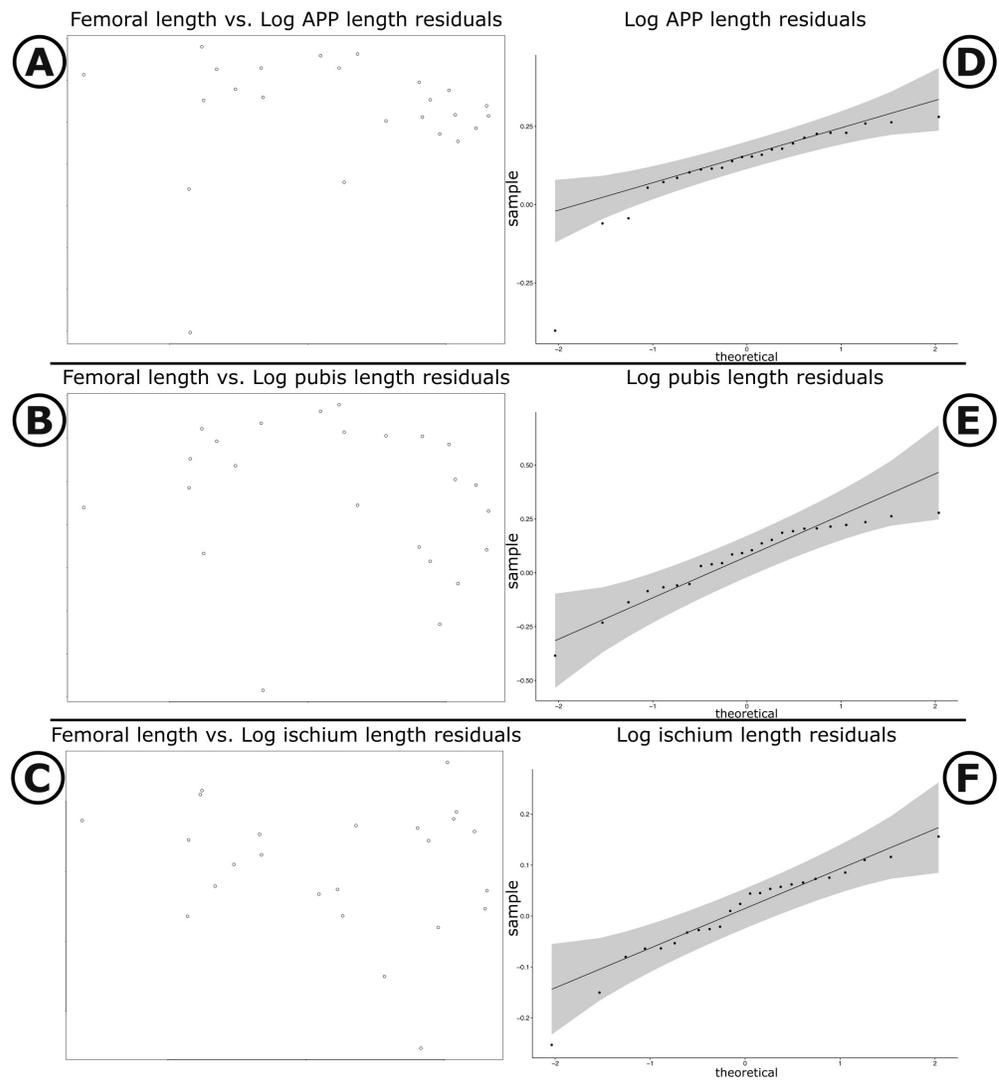 Femoral length vs. Log APP length residuals
A
Log APP length residuals
D
sample
0.25
0.00
−0.25
−2 −1 0 1 2
theoretical
Femoral length vs. Log pubis length residuals
B
Log pubis length residuals
E
sample
0.50
0.25
0.00
−0.25
−0.50
−2 −1 0 1 2
theoretical
Femoral length vs. Log ischium length residuals
C
Log ischium length residuals
F
sample
0.2
0.1
0.0
−0.1
−0.2
−2 −1 0 1 2
theoretical